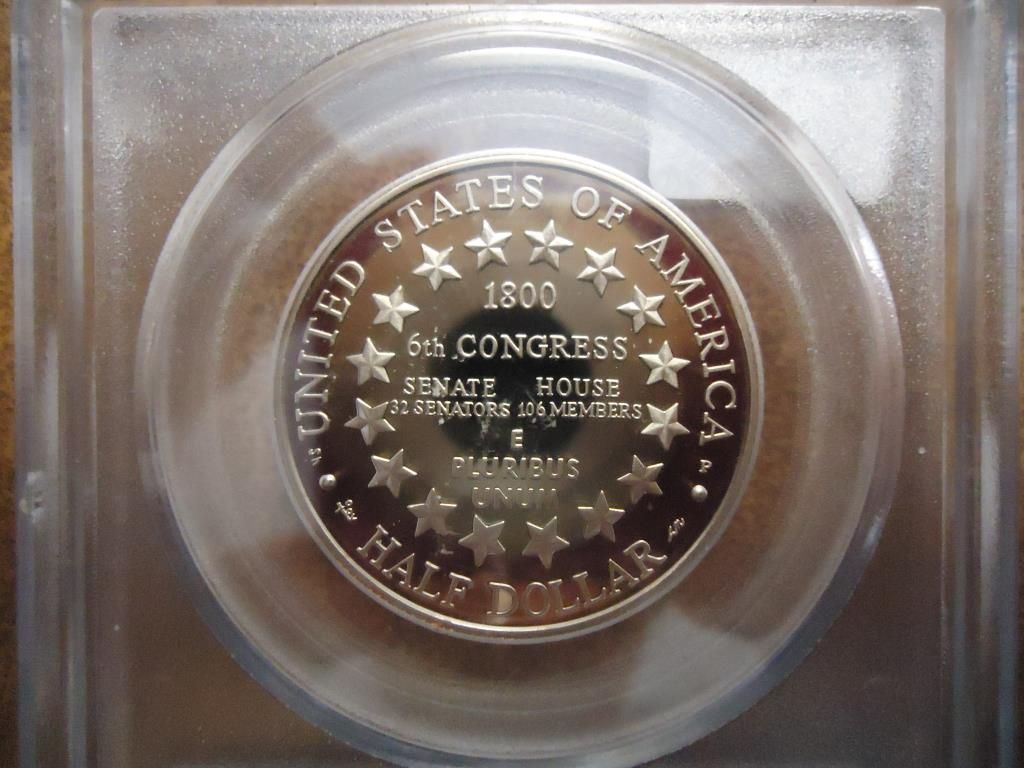 UNITED STATES OF AMERICA
1800
6th CONGRESS
SENATE HOUSE
32 SENATORS 106 MEMBERS
E
PLURIBUS
UNUM
P
HALF DOLLAR